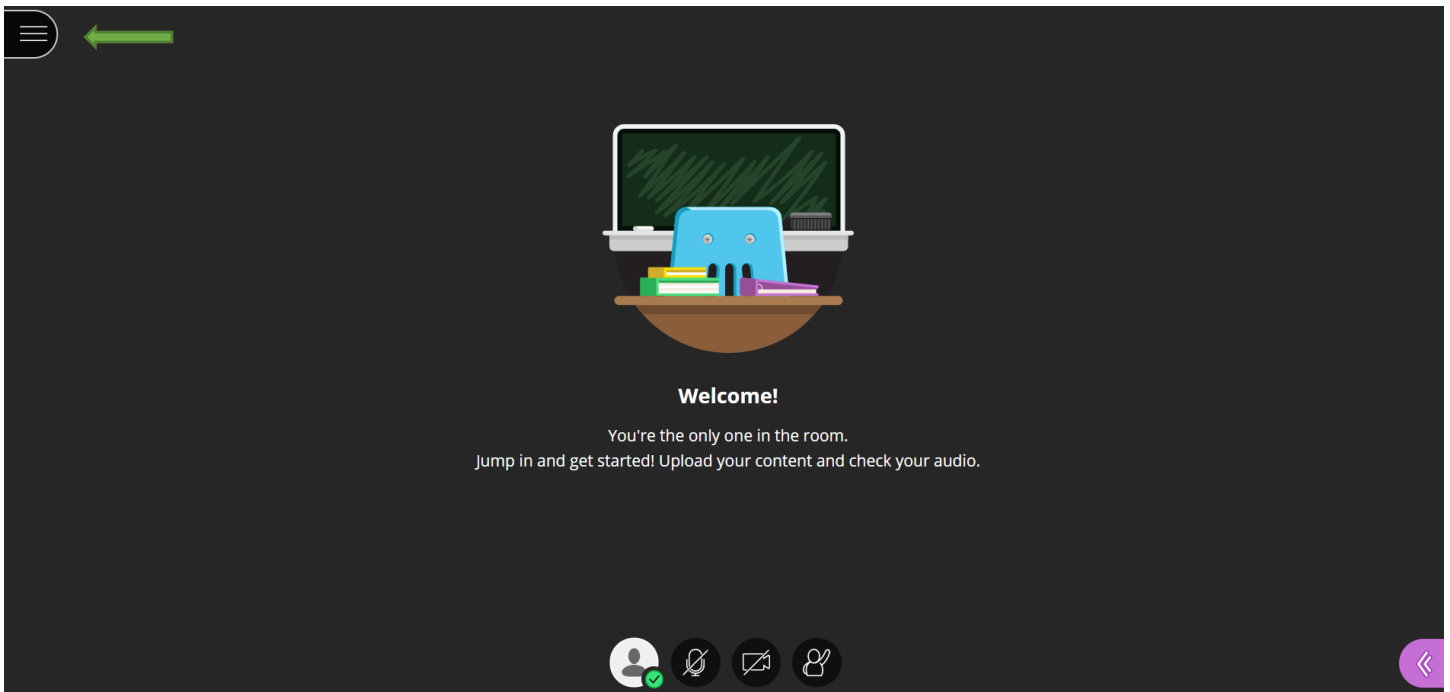 Welcome!
You're the only one in the room.
Jump in and get started! Upload your content and check your audio.